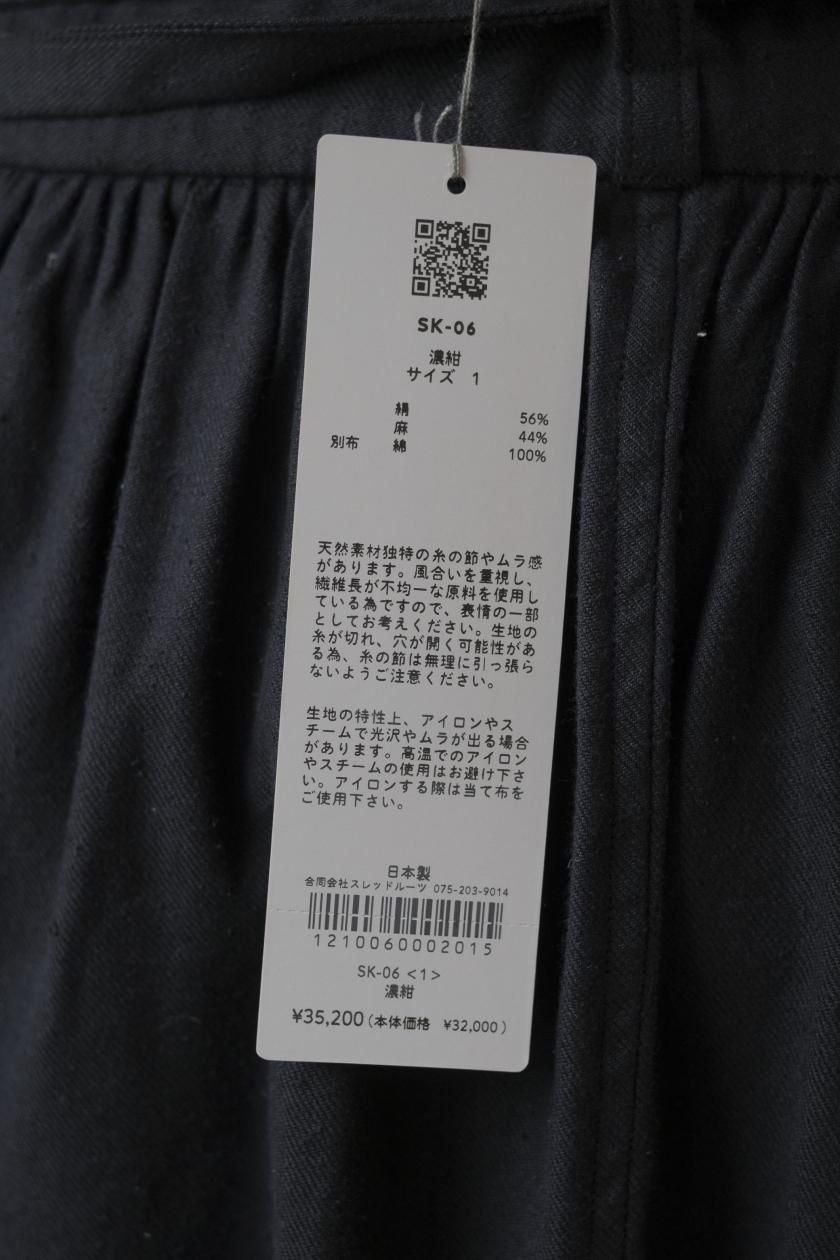 SK-06
濃紺
サイズ 1
絹 56%
麻 44%
別布 綿 100%
天然素材独特の糸の節やムラ感
があります。風合いを重視し、
繊維長が不均一な原料を使用し
ている為ですので、表情の一部
としてお考えください。生地の
糸が切れ、穴が開く可能性があ
る為、糸の節は無理に引っ張ら
ないようご注意ください。
生地の特性上、アイロンやス
チームで光沢やムラが出る場合
があります。高温でのアイロン
やスチームの使用はお避け下さ
い。アイロンする際は当て布を
ご使用下さい。
日本製
合同会社スレッドルーツ 075-203-9014
1210060002015
SK-06 <1>
濃紺
¥35,200(本体価格 ¥32,000)